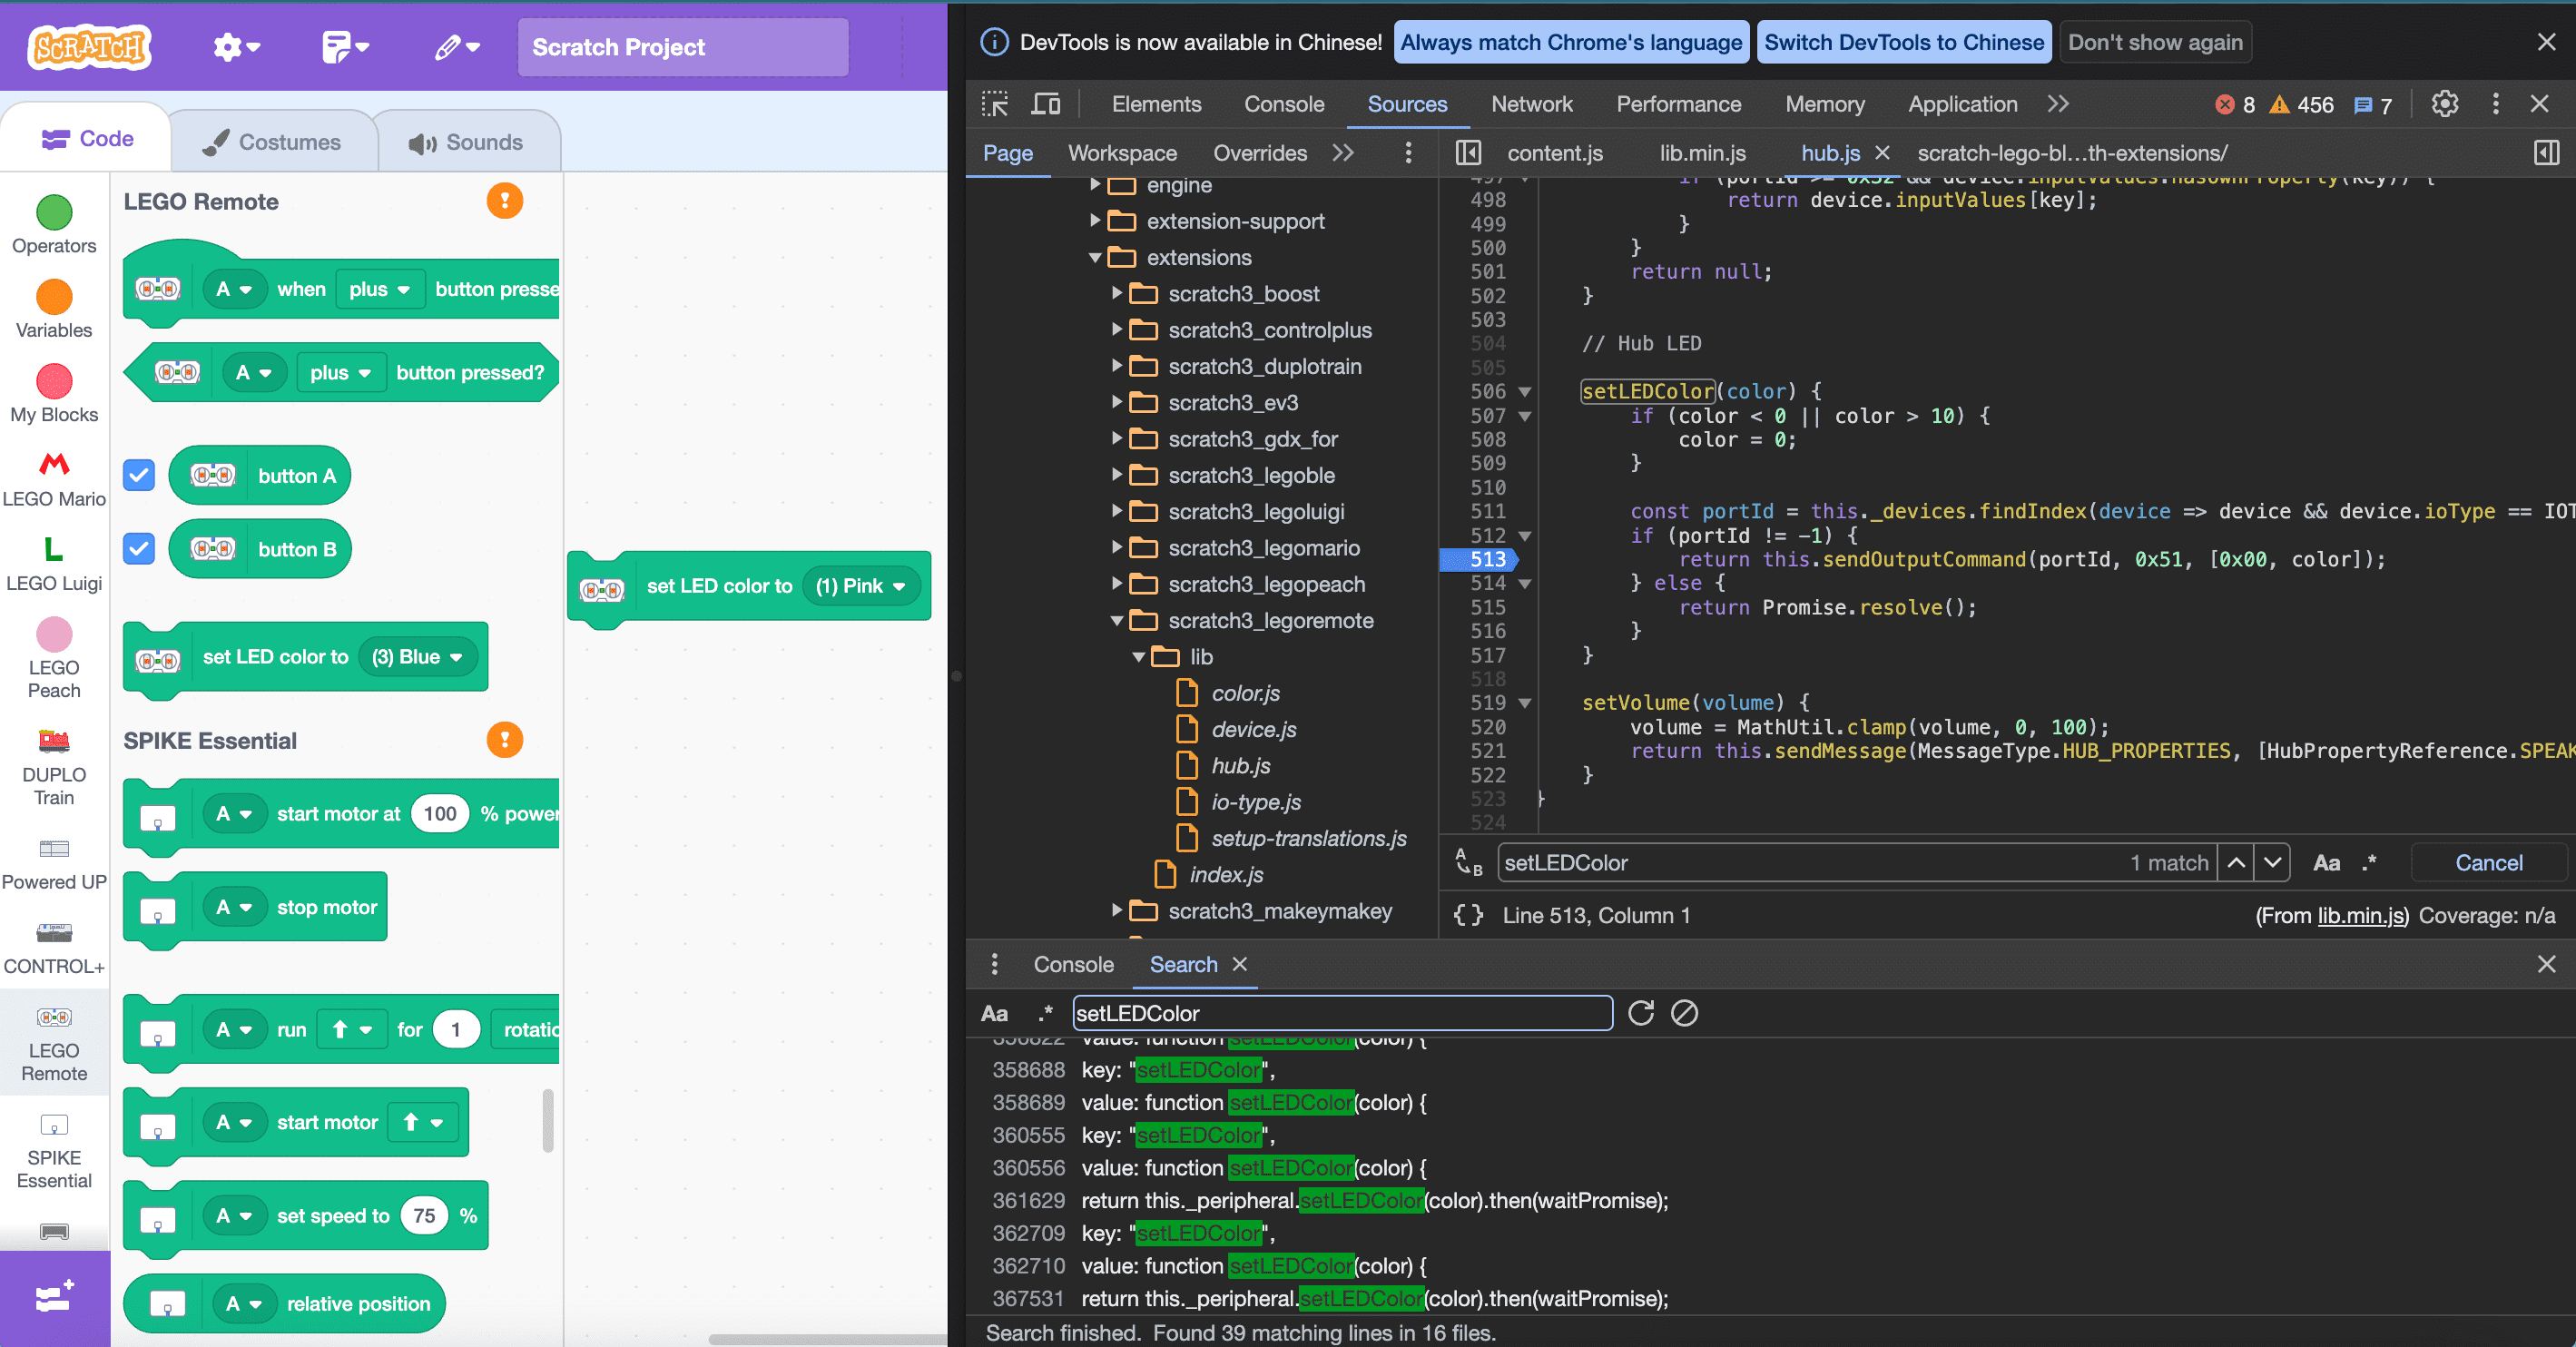 SCRATCH
Scratch Project
Code
Costumes
Sounds
Operators
Variables
My Blocks
LEGO Mario
LEGO Luigi
LEGO
Peach
DUPLO
Train
Powered UP
CONTROL+
LEGO
Remote
SPIKE
Essential
LEGO Remote
A when plus button presse
A plus button pressed?
button A
button B
set LED color to (3) Blue
SPIKE Essential
A start motor at 100 % power
A stop motor
A run for 1 rotatio
A start motor
A set speed to 75 %
A relative position
set LED color to (1) Pink
DevTools is now available in Chinese! Always match Chrome's language Switch DevTools to Chinese Don't show again
Elements Console Sources Network Performance Memory Application 8 456 7
Page Workspace Overrides
content.js lib.min.js hub.js scratch-lego-bl…th-extensions/
engine
extension-support
extensions
scratch3_boost
scratch3_controlplus
scratch3_duplotrain
scratch3_ev3
scratch3_gdx_for
scratch3_legoble
scratch3_legoluigi
scratch3_legomario
scratch3_legopeach
scratch3_legoremote
lib
color.js
device.js
hub.js
io-type.js
setup-translations.js
index.js
scratch3_makeymakey
497 if (portId >= 0x32 && device.inputValues.hasOwnProperty(key)) {
498 return device.inputValues[key];
499 }
500 }
501 return null;
502 }
503
504 // Hub LED
505
506 setLEDColor(color) {
507 if (color < 0 || color > 10) {
508 color = 0;
509 }
510
511 const portId = this._devices.findIndex(device => device && device.ioType == IOT
512 if (portId != -1) {
513 return this.sendOutputCommand(portId, 0x51, [0x00, color]);
514 } else {
515 return Promise.resolve();
516 }
517 }
518
519 setVolume(volume) {
520 volume = MathUtil.clamp(volume, 0, 100);
521 return this.sendMessage(MessageType.HUB_PROPERTIES, [HubPropertyReference.SPEAK
522 }
523 }
524
A B setLEDColor 1 match Aa .* Cancel
{} Line 513, Column 1 (From lib.min.js) Coverage: n/a
Console Search
Aa .* setLEDColor
356822 value: function setLEDColor(color) {
358688 key: "setLEDColor",
358689 value: function setLEDColor(color) {
360555 key: "setLEDColor",
360556 value: function setLEDColor(color) {
361629 return this._peripheral.setLEDColor(color).then(waitPromise);
362709 key: "setLEDColor",
362710 value: function setLEDColor(color) {
367531 return this._peripheral.setLEDColor(color).then(waitPromise);
Search finished. Found 39 matching lines in 16 files.